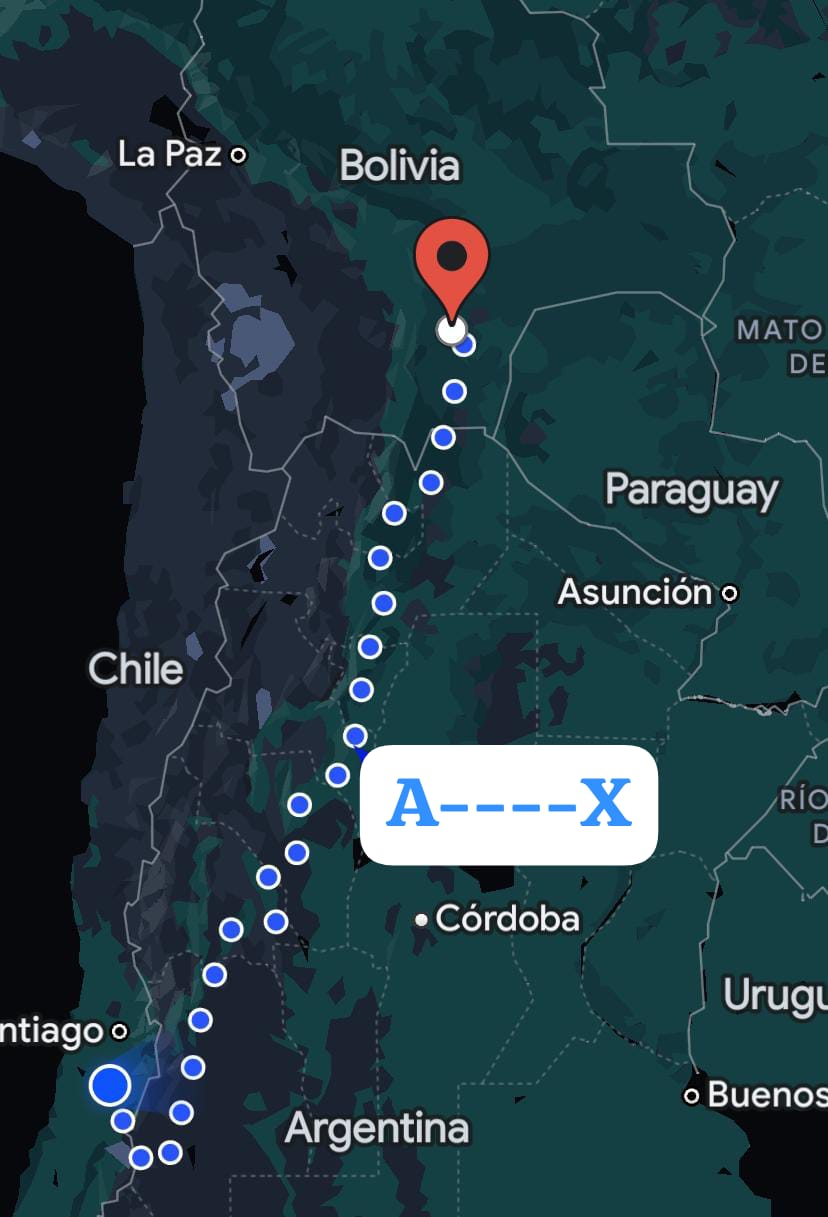 La Paz
Bolivia
MATO
DE
Paraguay
Asunción
Chile
A----X
RÍO
D
Córdoba
Urugu
ntiago
Buenos
Argentina